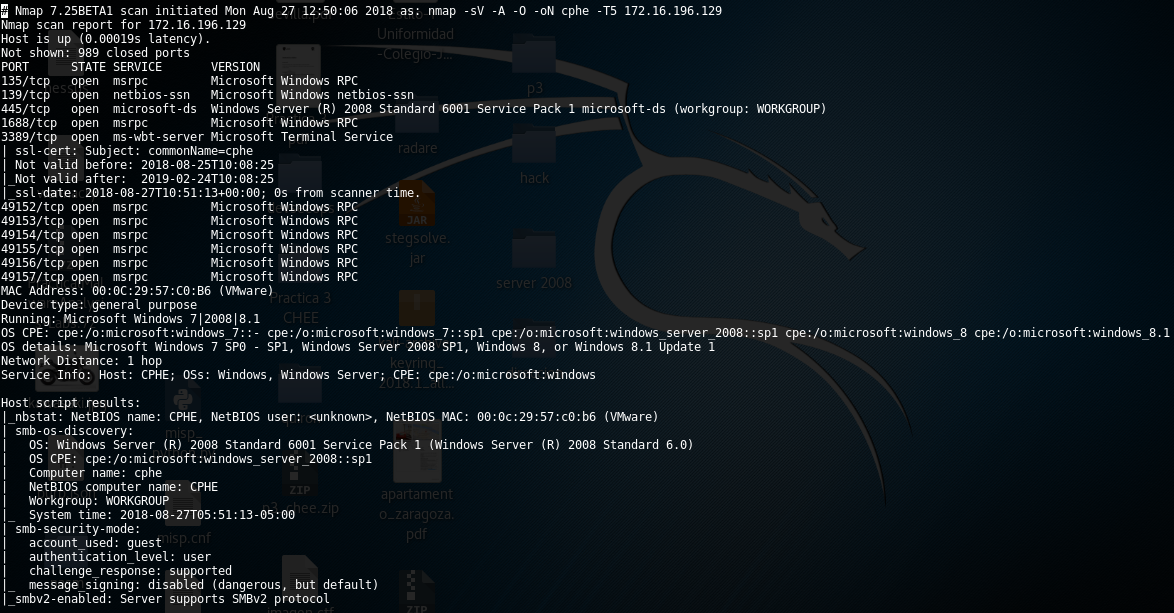 # Nmap 7.25BETA1 scan initiated Mon Aug 27 12:50:06 2018 as: nmap -sV -A -O -oN cphe -T5 172.16.196.129
Nmap scan report for 172.16.196.129
Host is up (0.00019s latency).
Not shown: 989 closed ports
PORT      STATE SERVICE       VERSION
135/tcp   open  msrpc         Microsoft Windows RPC
139/tcp   open  netbios-ssn   Microsoft Windows netbios-ssn
445/tcp   open  microsoft-ds  Windows Server (R) 2008 Standard 6001 Service Pack 1 microsoft-ds (workgroup: WORKGROUP)
1688/tcp  open  msrpc         Microsoft Windows RPC
3389/tcp  open  ms-wbt-server Microsoft Terminal Service
| ssl-cert: Subject: commonName=cphe
| Not valid before: 2018-08-25T10:08:25
|_Not valid after:  2019-02-24T10:08:25
|_ssl-date: 2018-08-27T10:51:13+00:00; 0s from scanner time.
49152/tcp open  msrpc         Microsoft Windows RPC
49153/tcp open  msrpc         Microsoft Windows RPC
49154/tcp open  msrpc         Microsoft Windows RPC
49155/tcp open  msrpc         Microsoft Windows RPC
49156/tcp open  msrpc         Microsoft Windows RPC
49157/tcp open  msrpc         Microsoft Windows RPC
MAC Address: 00:0C:29:57:C0:B6 (VMware)
Device type: general purpose
Running: Microsoft Windows 7|2008|8.1
OS CPE: cpe:/o:microsoft:windows_7::- cpe:/o:microsoft:windows_7::sp1 cpe:/o:microsoft:windows_server_2008::sp1 cpe:/o:microsoft:windows_8 cpe:/o:microsoft:windows_8.1
OS details: Microsoft Windows 7 SP0 - SP1, Windows Server 2008 SP1, Windows 8, or Windows 8.1 Update 1
Network Distance: 1 hop
Service Info: Host: CPHE; OSs: Windows, Windows Server; CPE: cpe:/o:microsoft:windows
Host script results:
|_nbstat: NetBIOS name: CPHE, NetBIOS user: <unknown>, NetBIOS MAC: 00:0c:29:57:c0:b6 (VMware)
| smb-os-discovery:
|   OS: Windows Server (R) 2008 Standard 6001 Service Pack 1 (Windows Server (R) 2008 Standard 6.0)
|   OS CPE: cpe:/o:microsoft:windows_server_2008::sp1
|   Computer name: cphe
|   NetBIOS computer name: CPHE
|   Workgroup: WORKGROUP
|_  System time: 2018-08-27T05:51:13-05:00
| smb-security-mode:
|   account_used: guest
|   authentication_level: user
|   challenge_response: supported
|_  message_signing: disabled (dangerous, but default)
|_smbv2-enabled: Server supports SMBv2 protocol
Uniformidad
-Colegio-J...
p3
radare
hack
JAR
stegsolve.
jar
server 2008
Practica 3
CHEE
keyring_
misp_
ZIP
apartament
o_zaragoza.
pdf
misp.cnf
ZIP